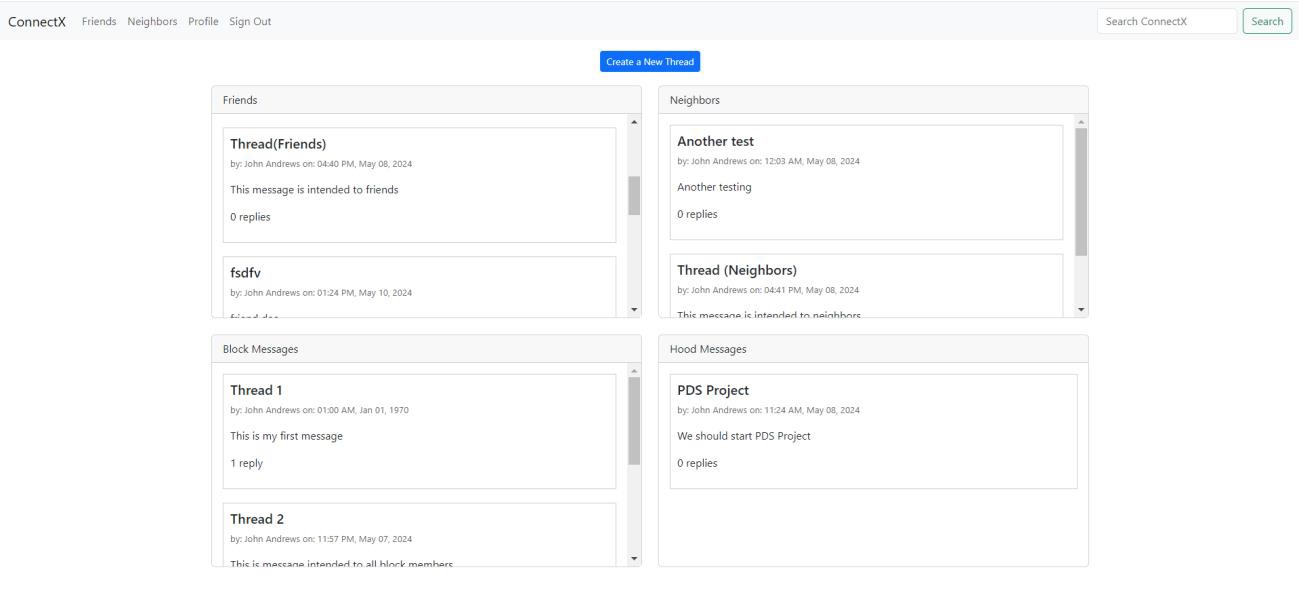 ConnectX Friends Neighbors Profile Sign Out Search ConnectX Search
Create a New Thread
Friends
Thread(Friends)
by: John Andrews on: 04:40 PM, May 08, 2024
This message is intended to friends
0 replies
fsdfv
by: John Andrews on: 01:24 PM, May 10, 2024
friend doc
Neighbors
Another test
by: John Andrews on: 12:03 AM, May 08, 2024
Another testing
0 replies
Thread (Neighbors)
by: John Andrews on: 04:41 PM, May 08, 2024
This message is intended to neighbors
Block Messages
Thread 1
by: John Andrews on: 01:00 AM, Jan 01, 1970
This is my first message
1 reply
Thread 2
by: John Andrews on: 11:57 PM, May 07, 2024
This is message intended to all block members
Hood Messages
PDS Project
by: John Andrews on: 11:24 AM, May 08, 2024
We should start PDS Project
0 replies